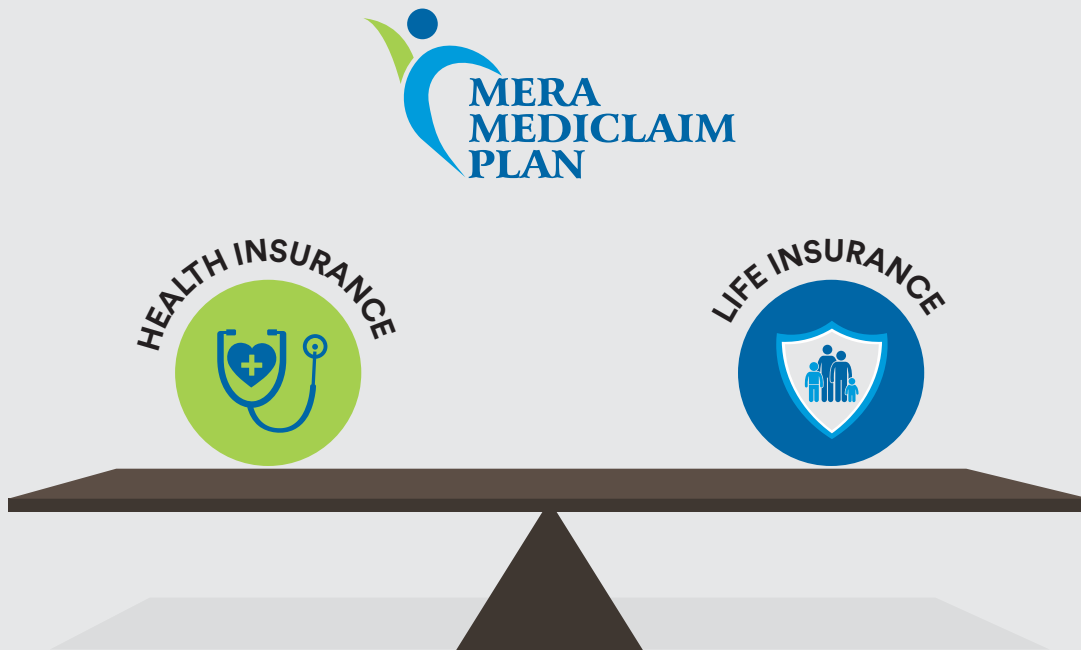 MERA
MEDICLAIM
PLAN
HEALTH INSURANCE
LIFE INSURANCE